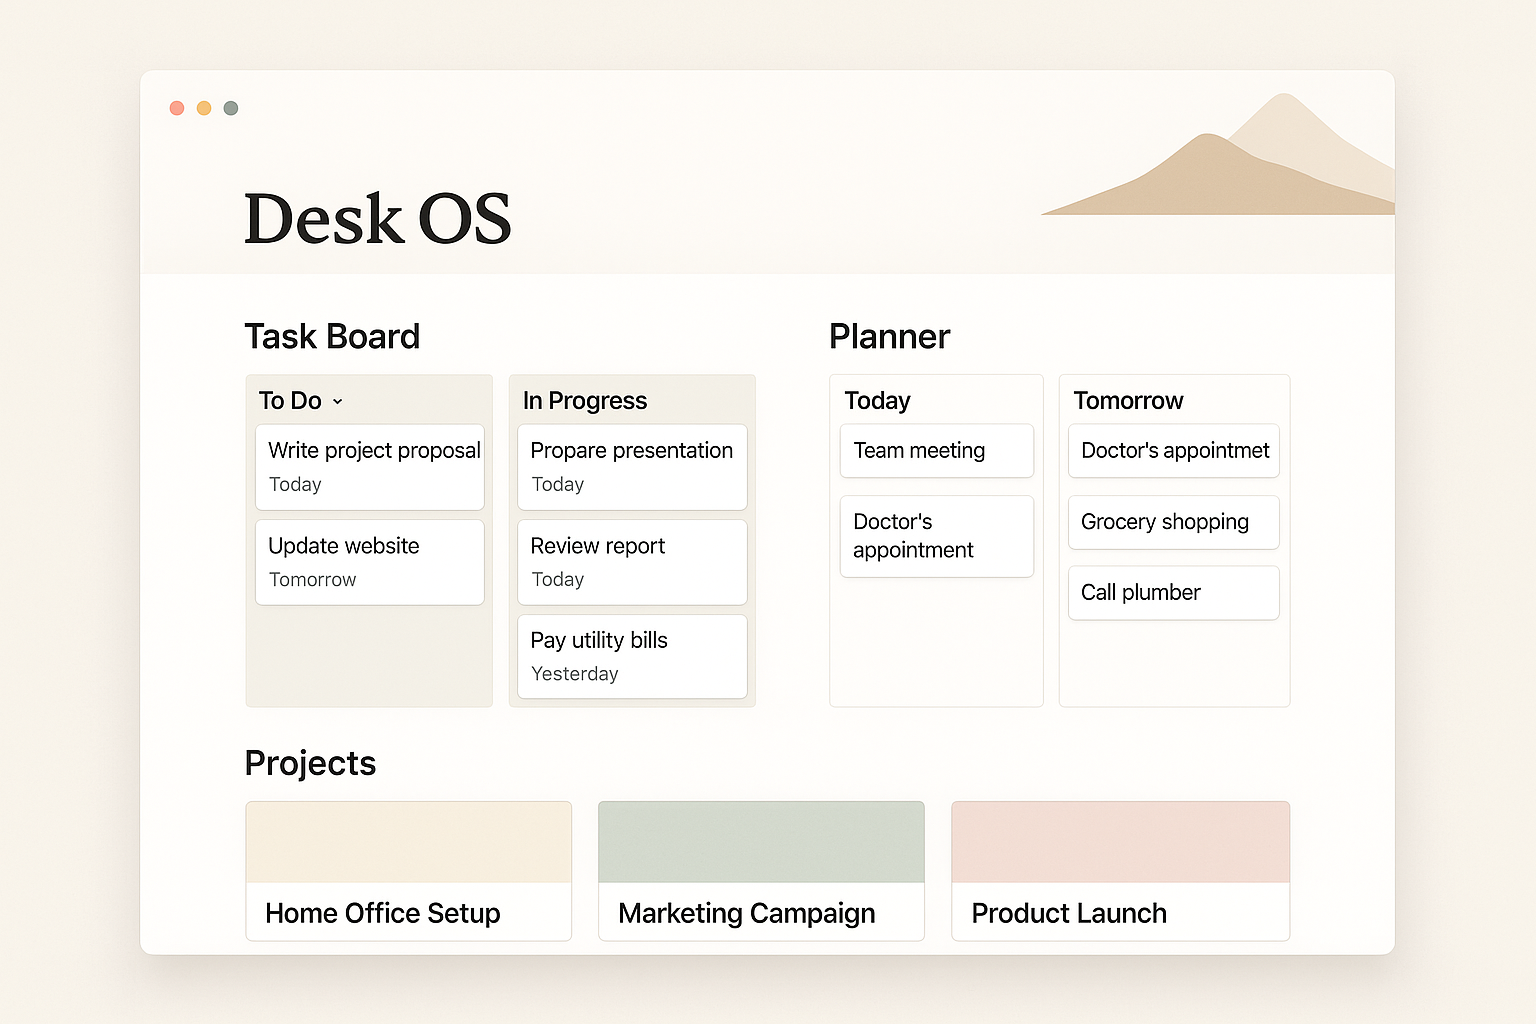 Desk OS
Task Board
To Do
Write project proposal
Today
Update website
Tomorrow
In Progress
Propare presentation
Today
Review report
Today
Pay utility bills
Yesterday
Planner
Today
Team meeting
Doctor's
appointment
Tomorrow
Doctor's appointmet
Grocery shopping
Call plumber
Projects
Home Office Setup
Marketing Campaign
Product Launch